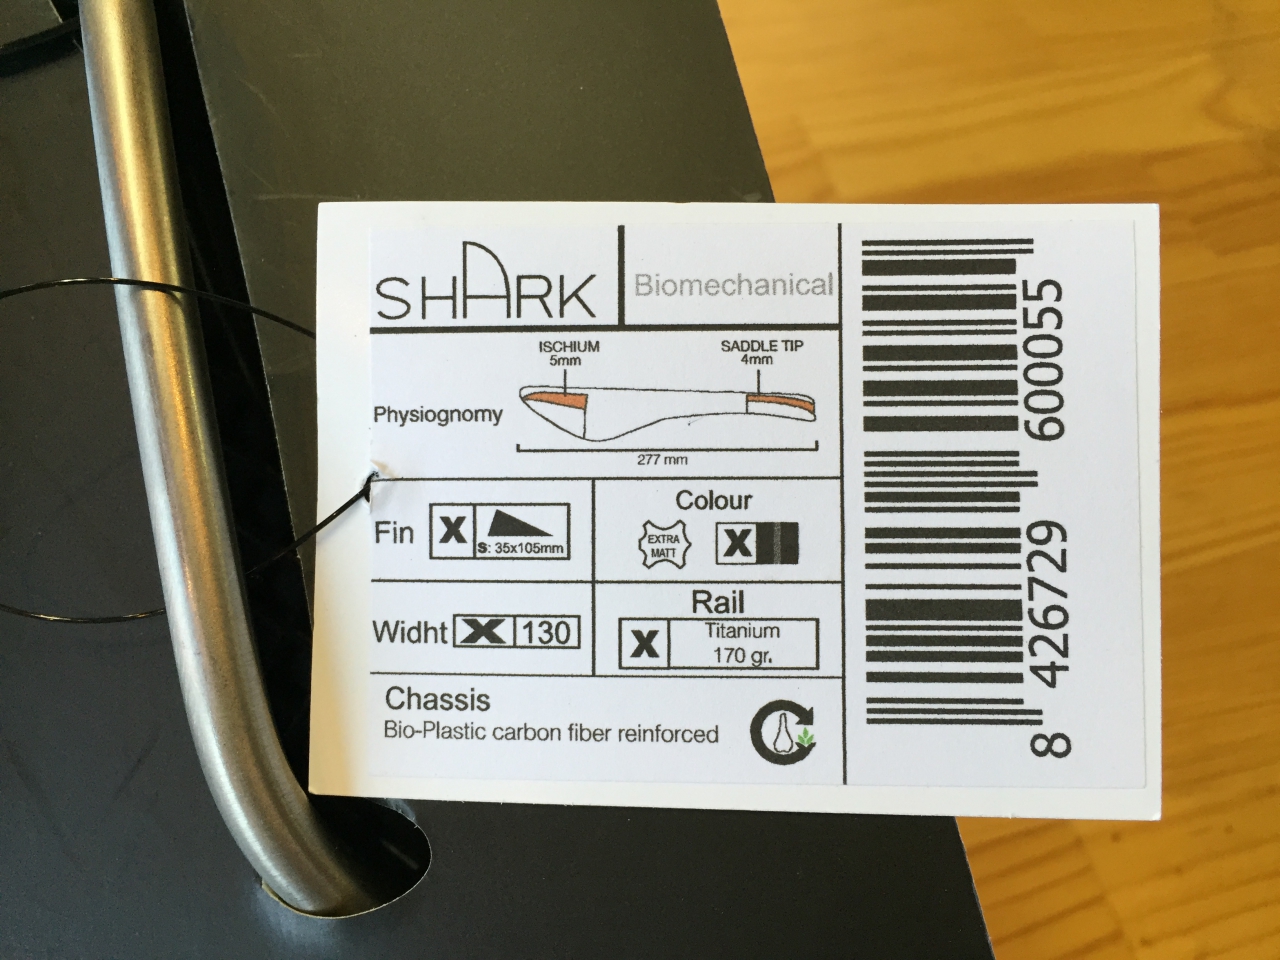 SHARK
Biomechanical
ISCHIUM
5mm
SADDLE TIP
4mm
Physiognomy
277 mm
Fin
X
S: 35x105mm
Colour
EXTRA
MATT
X
Widht
X
130
Rail
X
Titanium
170 gr.
Chassis
Bio-Plastic carbon fiber reinforced
8 426729 600055